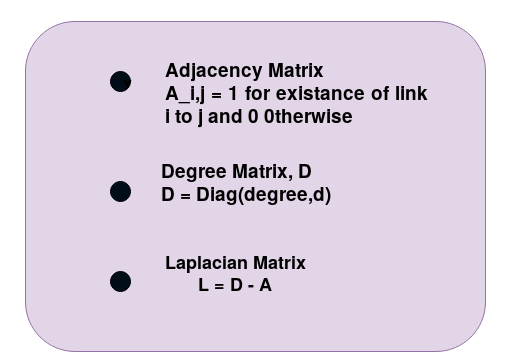 Adjacency Matrix
A_i,j = 1 for existance of link
i to j and 0 0therwise
Degree Matrix, D
D = Diag(degree,d)
Laplacian Matrix
L = D - A